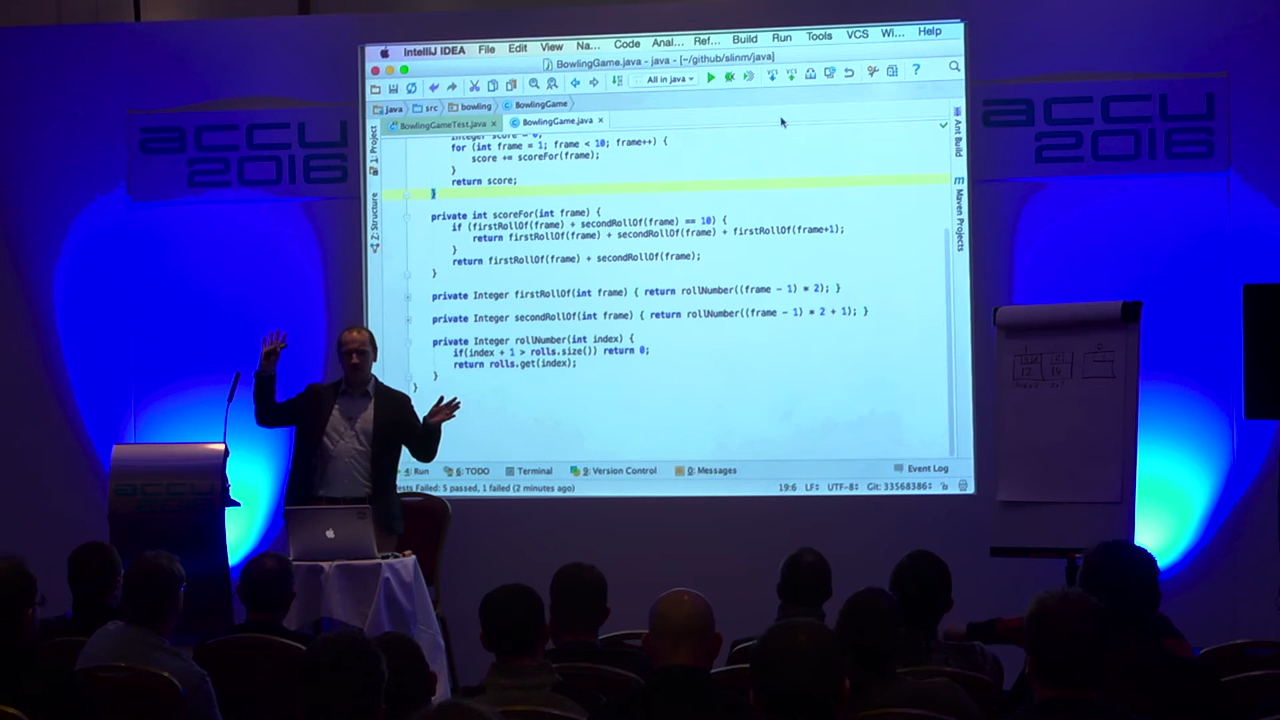 IntelliJ IDEA File Edit View Na... Code Anal... Ref... Build Run Tools VCS Wi... Help
BowlingGame.java - java - [~/github/slinm/java]
All in java
java src bowling BowlingGame
BowlingGameTest.java BowlingGame.java
1: Project
Z: Structure
Ant Build
Maven Projects
Integer score = 0;
for (int frame = 1; frame < 10; frame++) {
score += scoreFor(frame);
}
return score;
}
private int scoreFor(int frame) {
if (firstRollOf(frame) + secondRollOf(frame) == 10) {
return firstRollOf(frame) + secondRollOf(frame) + firstRollOf(frame+1);
}
return firstRollOf(frame) + secondRollOf(frame);
}
private Integer firstRollOf(int frame) { return rollNumber((frame - 1) * 2); }
private Integer secondRollOf(int frame) { return rollNumber((frame - 1) * 2 + 1); }
private Integer rollNumber(int index) {
if(index + 1 > rolls.size()) return 0;
return rolls.get(index);
}
}
4: Run 6: TODO Terminal 9: Version Control 0: Messages Event Log
ests Failed: 5 passed, 1 failed (2 minutes ago) 19:6 LF÷ UTF-8÷ Git: 33568386÷
accu
2016
accu
2016
accu